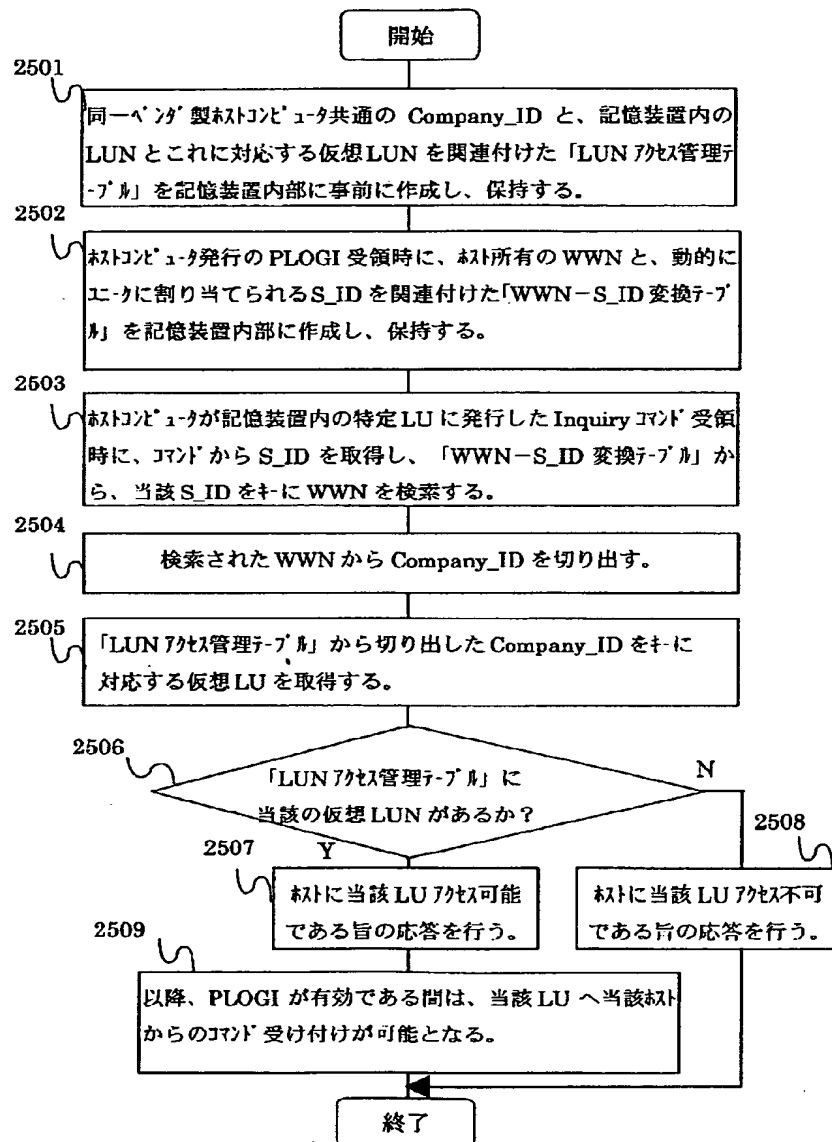 開始
2501
同一ベンダ製ホストコンピュータ共通の Company_ID と、記憶装置内の
LUN とこれに対応する仮想 LUN を関連付けた「LUN アクセス管理テ
ーブル」を記憶装置内部に事前に作成し、保持する。
2502
ホストコンピュータ発行の PLOGI 受領時に、ホスト所有の WWN と、動的に
ユニークに割り当てられる S_ID を関連付けた「WWN－S_ID 変換テーブ
ル」を記憶装置内部に作成し、保持する。
2503
ホストコンピュータが記憶装置内の特定 LU に発行した Inquiry コマンド受領
時に、コマンドから S_ID を取得し、「WWN－S_ID 変換テーブル」か
ら、当該 S_ID をキーに WWN を検索する。
2504
検索された WWN から Company_ID を切り出す。
2505
「LUN アクセス管理テーブル」から切り出した Company_ID をキーに
対応する仮想 LU を取得する。
2506
「LUN アクセス管理テーブル」に
当該の仮想 LUN があるか？
N
Y
2507
ホストに当該 LU アクセス可能
である旨の応答を行う。
2508
ホストに当該 LU アクセス不可
である旨の応答を行う。
2509
以降、PLOGI が有効である間は、当該 LU へ当該ホスト
からのコマンド受け付けが可能となる。
終了